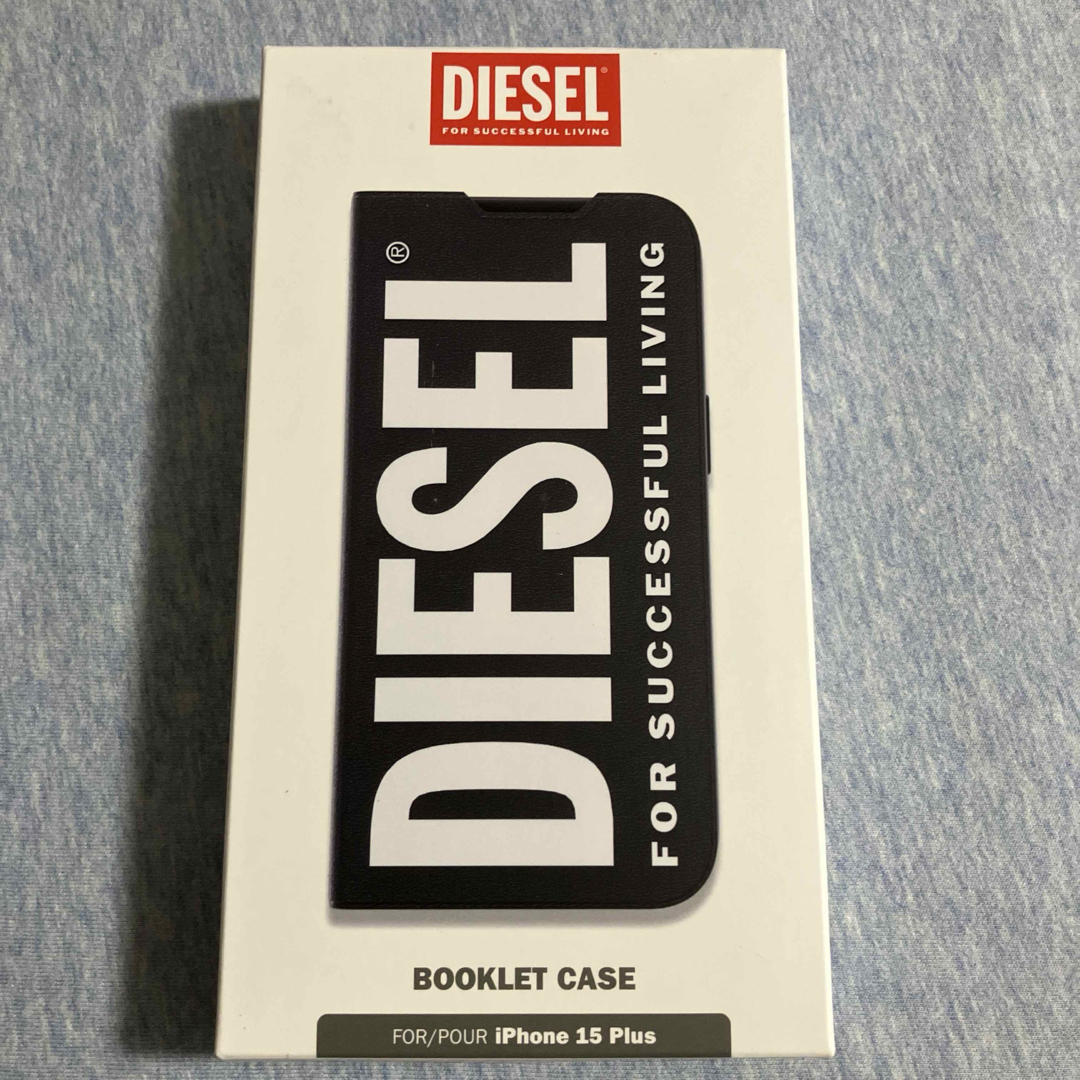 DIESEL®
FOR SUCCESSFUL LIVING
DIESEL®
FOR SUCCESSFUL LIVING
BOOKLET CASE
FOR/POUR iPhone 15 Plus